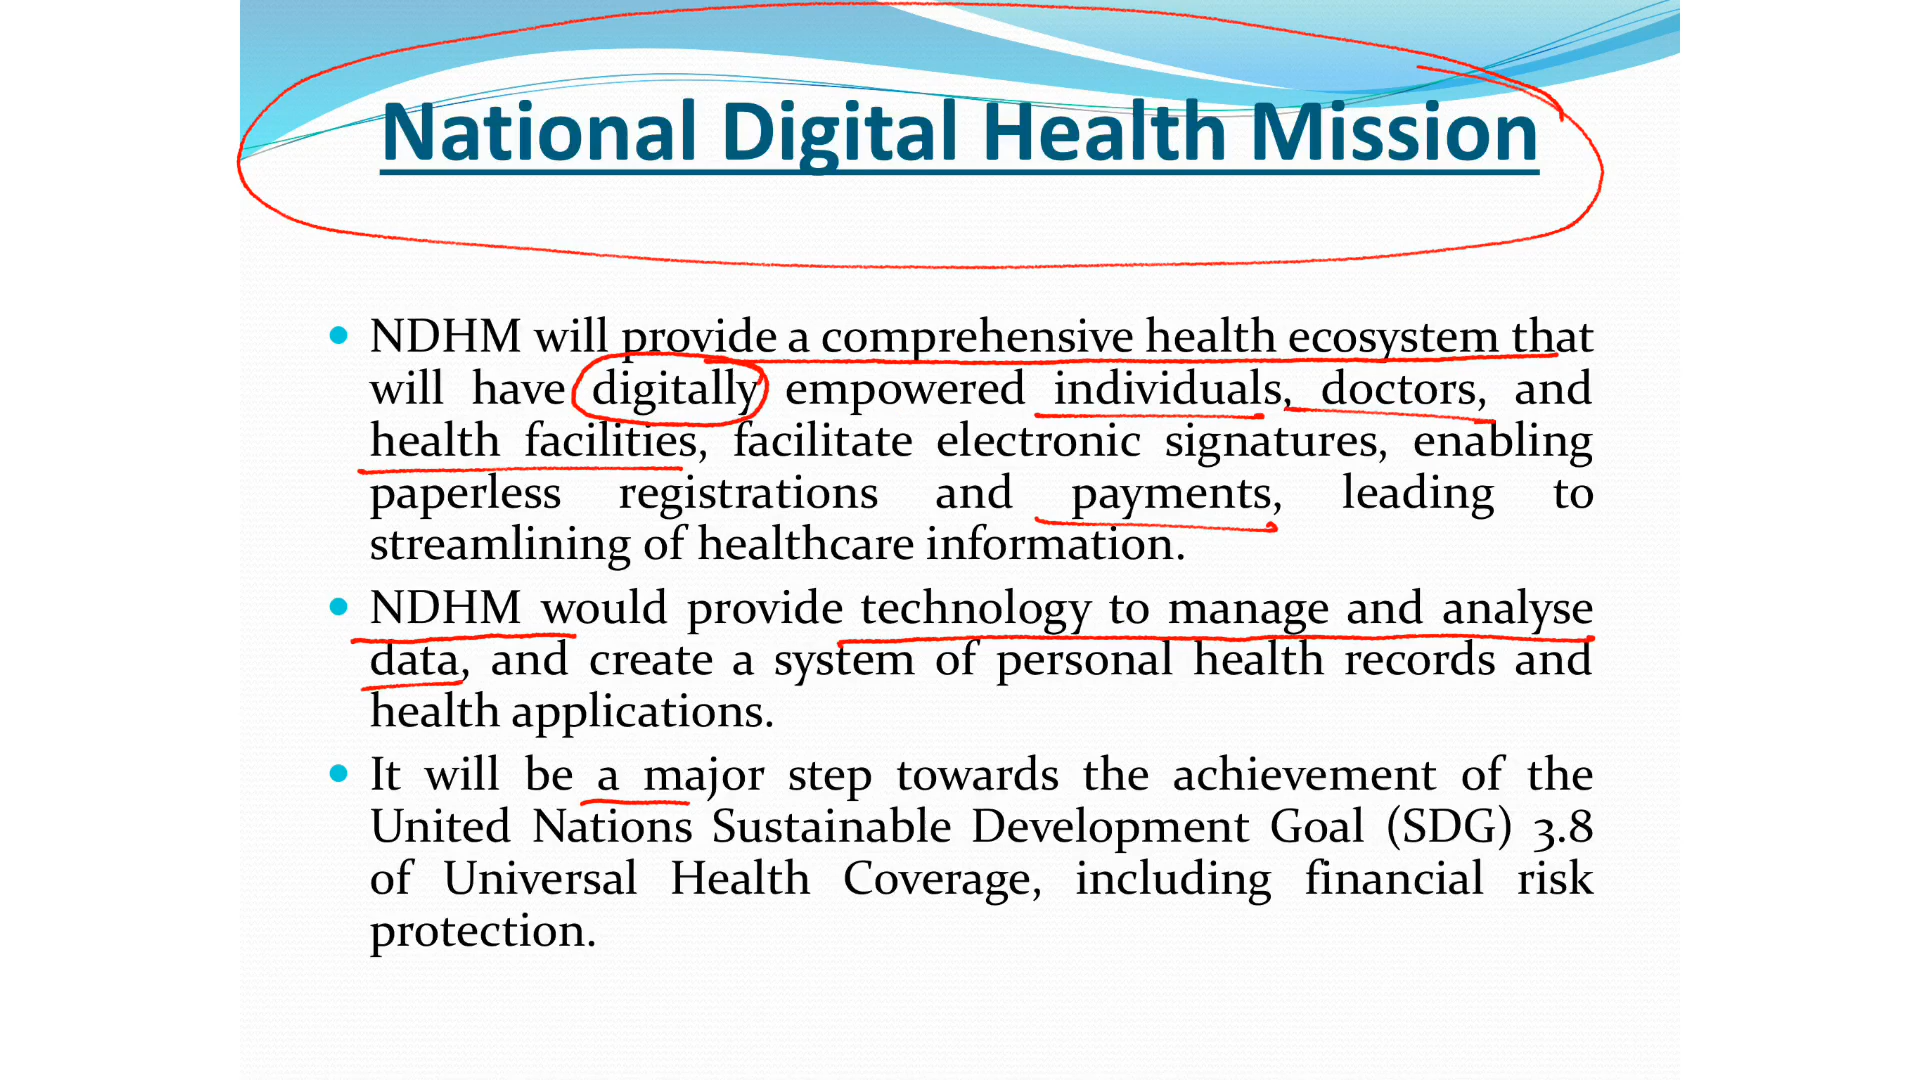 National Digital Health Mission
• NDHM will provide a comprehensive health ecosystem that
will have digitally empowered individuals, doctors, and
health facilities, facilitate electronic signatures, enabling
paperless registrations and payments, leading to
streamlining of healthcare information.
• NDHM would provide technology to manage and analyse
data, and create a system of personal health records and
health applications.
• It will be a major step towards the achievement of the
United Nations Sustainable Development Goal (SDG) 3.8
of Universal Health Coverage, including financial risk
protection.